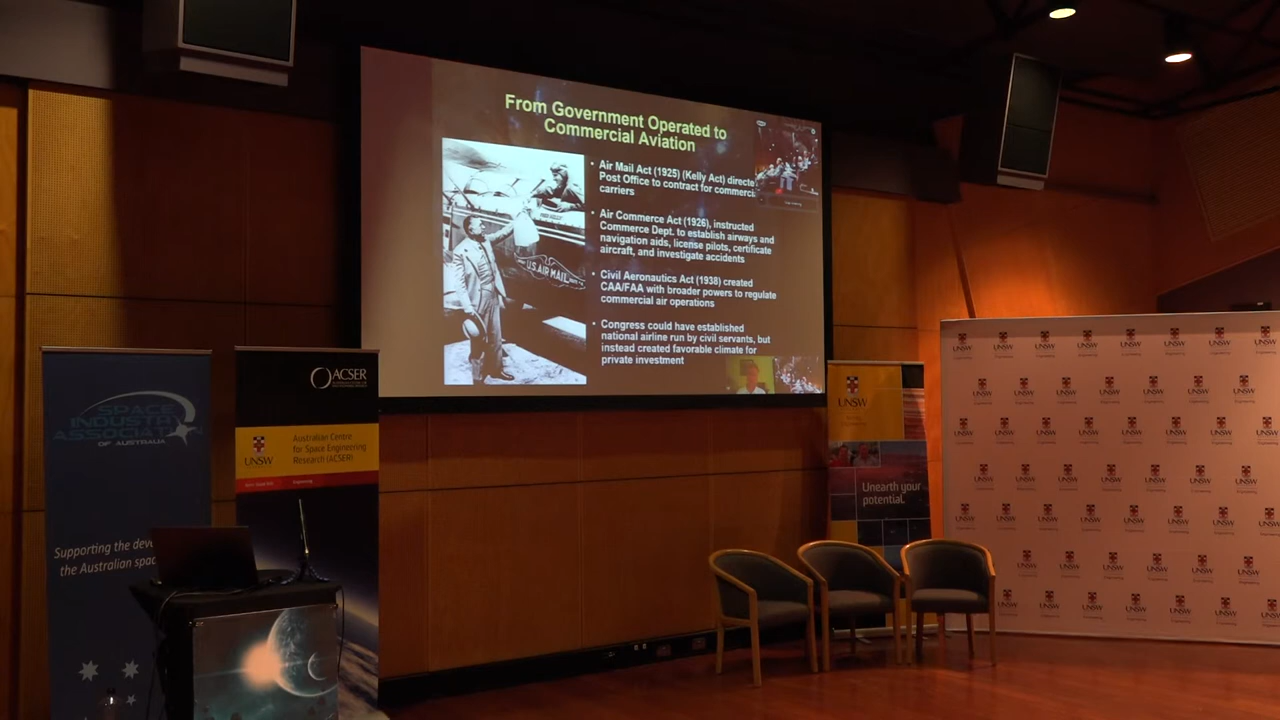 From Government Operated to
Commercial Aviation
• Air Mail Act (1925) (Kelly Act) directe
Post Office to contract for commerci
carriers
• Air Commerce Act (1926), instructed
Commerce Dept. to establish airways and
navigation aids, license pilots, certificate
aircraft, and investigate accidents
• Civil Aeronautics Act (1938) created
CAA/FAA with broader powers to regulate
commercial air operations
• Congress could have established
national airline run by civil servants, but
instead created favorable climate for
private investment
U.S. AIR MAIL
SPACE
INDUSTRY
ASSOCIATION
OF AUSTRALIA
Supporting the deve
the Australian spac
ACSER
UNSW
Australian Centre
for Space Engineering
Research (ACSER)
Engineering
UNSW
Unearth your
potential.
UNSW
Engineering